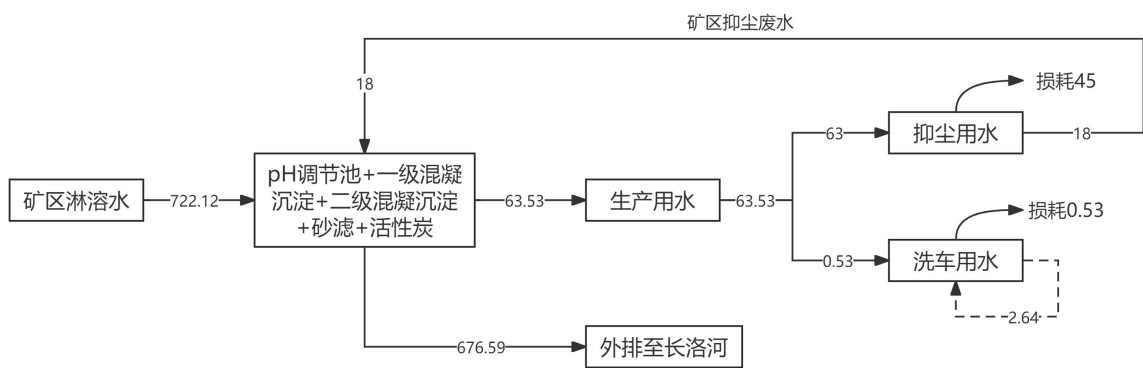 矿区抑尘废水
18
损耗45
63
抑尘用水
18
矿区淋溶水
722.12
pH调节池+一级混凝
沉淀+二级混凝沉淀
+砂滤+活性炭
63.53
生产用水
63.53
损耗0.53
0.53
洗车用水
2.64
676.59
外排至长洛河